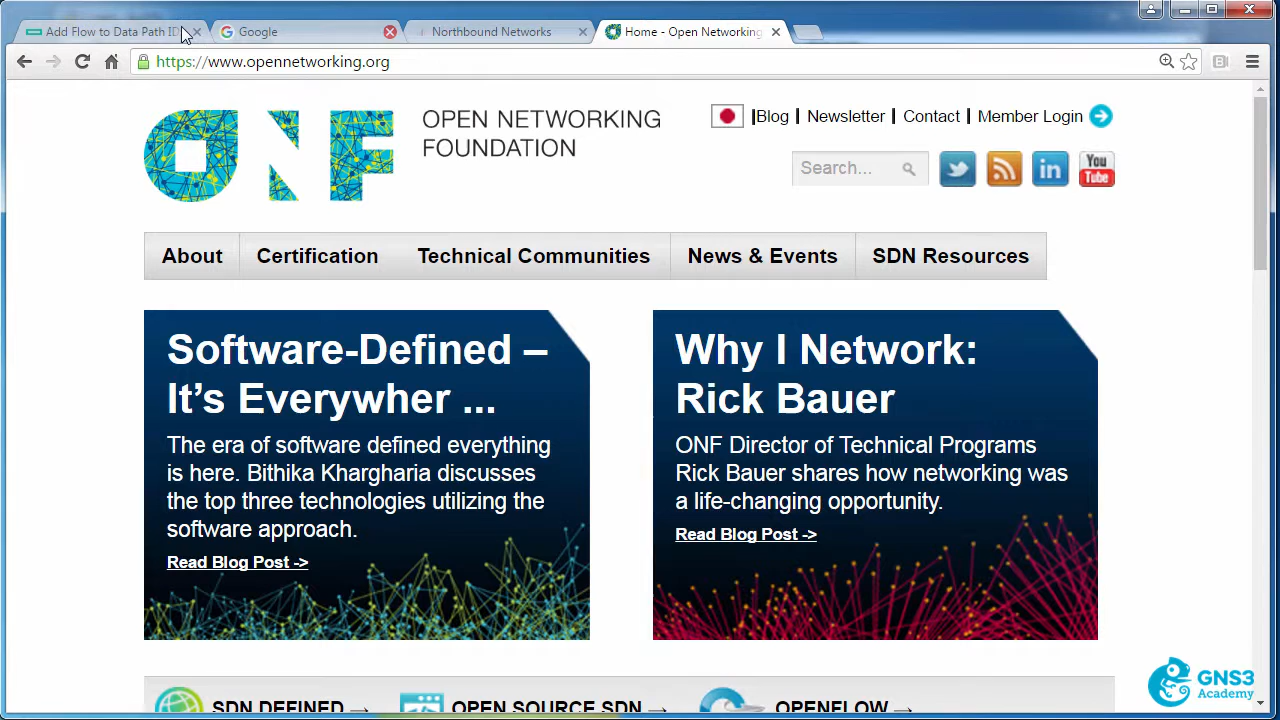 Add Flow to Data Path ID
Google
Northbound Networks
Home - Open Networking
https://www.opennetworking.org
ONF
OPEN NETWORKING
FOUNDATION
Blog | Newsletter | Contact | Member Login
Search...
in
You
Tube
About
Certification
Technical Communities
News & Events
SDN Resources
Software-Defined –
It’s Everywher ...
The era of software defined everything
is here. Bithika Khargharia discusses
the top three technologies utilizing the
software approach.
Read Blog Post ->
Why I Network:
Rick Bauer
ONF Director of Technical Programs
Rick Bauer shares how networking was
a life-changing opportunity.
Read Blog Post ->
SDN DEFINED →
OPEN SOURCE SDN →
OPENFLOW →
GNS3
Academy